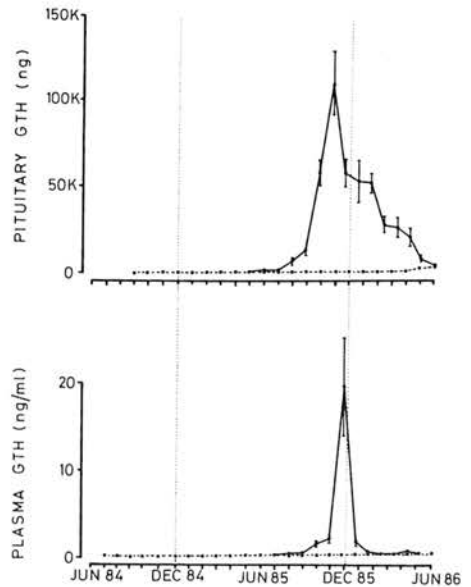 150K
100K
50K
0
PITUITARY GTH (ng)
20
10
0
PLASMA GTH (ng/ml)
JUN 84 DEC 84 JUN 85 DEC 85 JUN 86